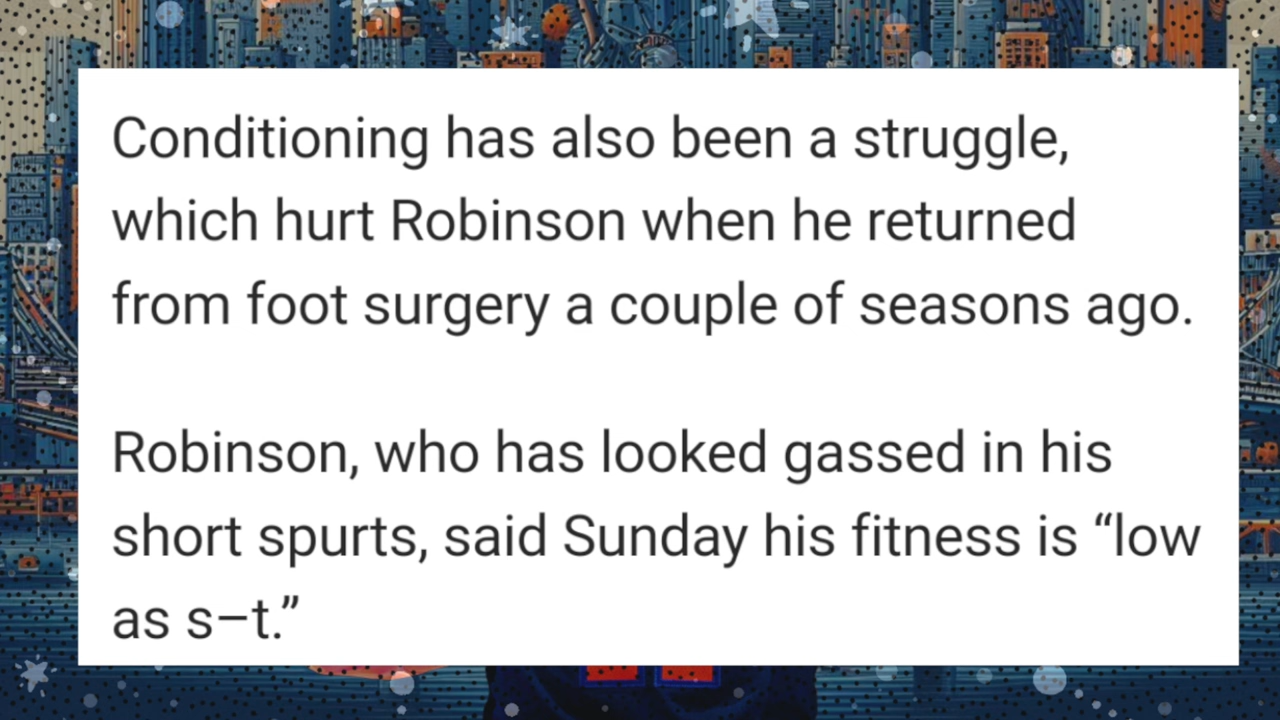 Conditioning has also been a struggle,
which hurt Robinson when he returned
from foot surgery a couple of seasons ago.
Robinson, who has looked gassed in his
short spurts, said Sunday his fitness is “low
as s–t.”